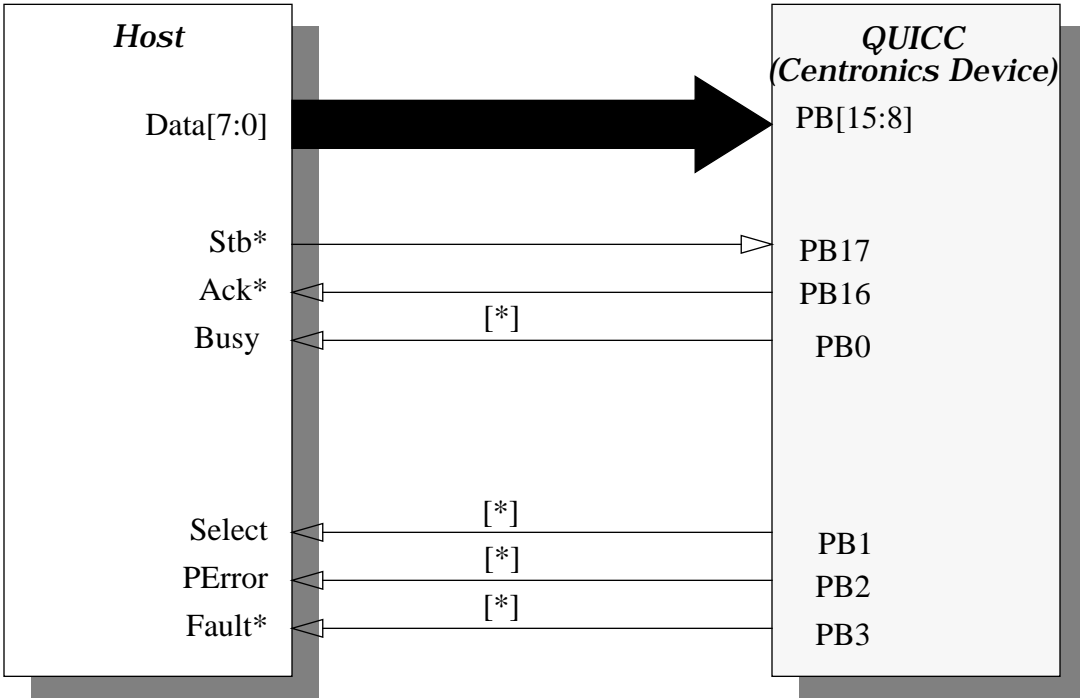 Host
QUICC
(Centronics Device)
Data[7:0]
PB[15:8]
Stb*
PB17
Ack*
PB16
[*]
Busy
PB0
[*]
Select
PB1
[*]
PError
PB2
[*]
Fault*
PB3